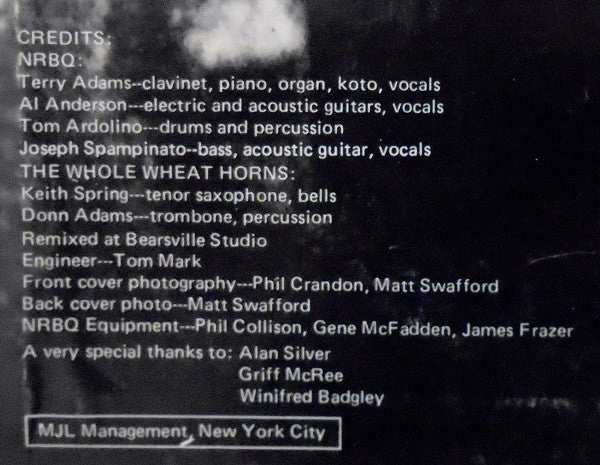 CREDITS:
NRBQ:
Terry Adams--clavinet, piano, organ, koto, vocals
Al Anderson---electric and acoustic guitars, vocals
Tom Ardolino---drums and percussion
Joseph Spampinato--bass, acoustic guitar, vocals
THE WHOLE WHEAT HORNS:
Keith Spring---tenor saxophone, bells
Donn Adams---trombone, percussion
Remixed at Bearsville Studio
Engineer---Tom Mark
Front cover photography---Phil Crandon, Matt Swafford
Back cover photo---Matt Swafford
NRBQ Equipment---Phil Collison, Gene McFadden, James Frazer
A very special thanks to: Alan Silver
Griff McRee
Winifred Badgley
MJL Management, New York City